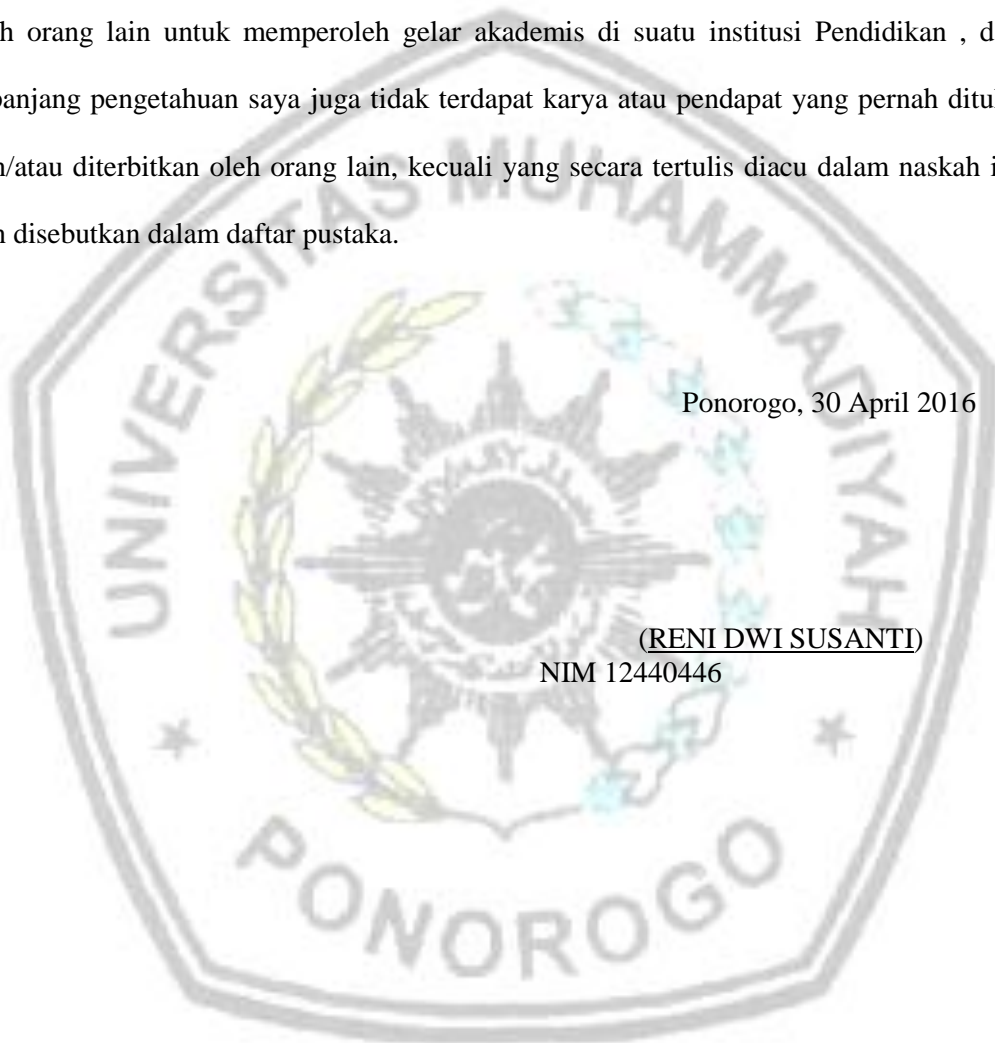 h orang lain untuk memperoleh gelar akademis di suatu institusi Pendidikan , d
panjang pengetahuan saya juga tidak terdapat karya atau pendapat yang pernah ditul
n/atau diterbitkan oleh orang lain, kecuali yang secara tertulis diacu dalam naskah i
n disebutkan dalam daftar pustaka.
UNIVERSITAS MUHAMMADIYAH
Ponorogo, 30 April 2016
(RENI DWI SUSANTI)
NIM 12440446
PONOROGO